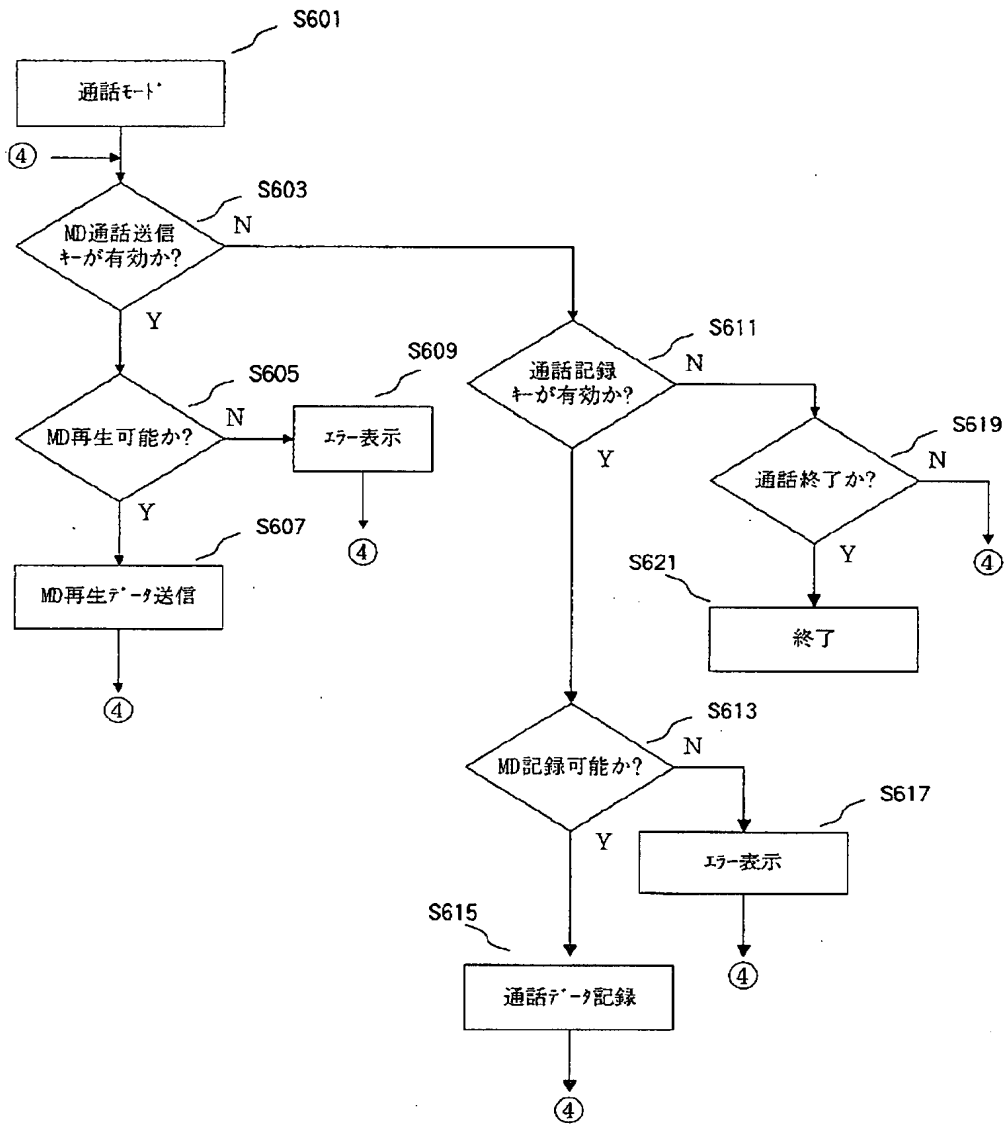 S601
通話モード
④
S603
MD通話送信
キーが有効か?
N
Y
S605
MD再生可能か?
N
Y
S609
エラー表示
④
S607
MD再生データ送信
④
S611
通話記録
キーが有効か?
N
Y
S619
通話終了か?
N
④
Y
S621
終了
S613
MD記録可能か?
N
Y
S617
エラー表示
④
S615
通話データ記録
④